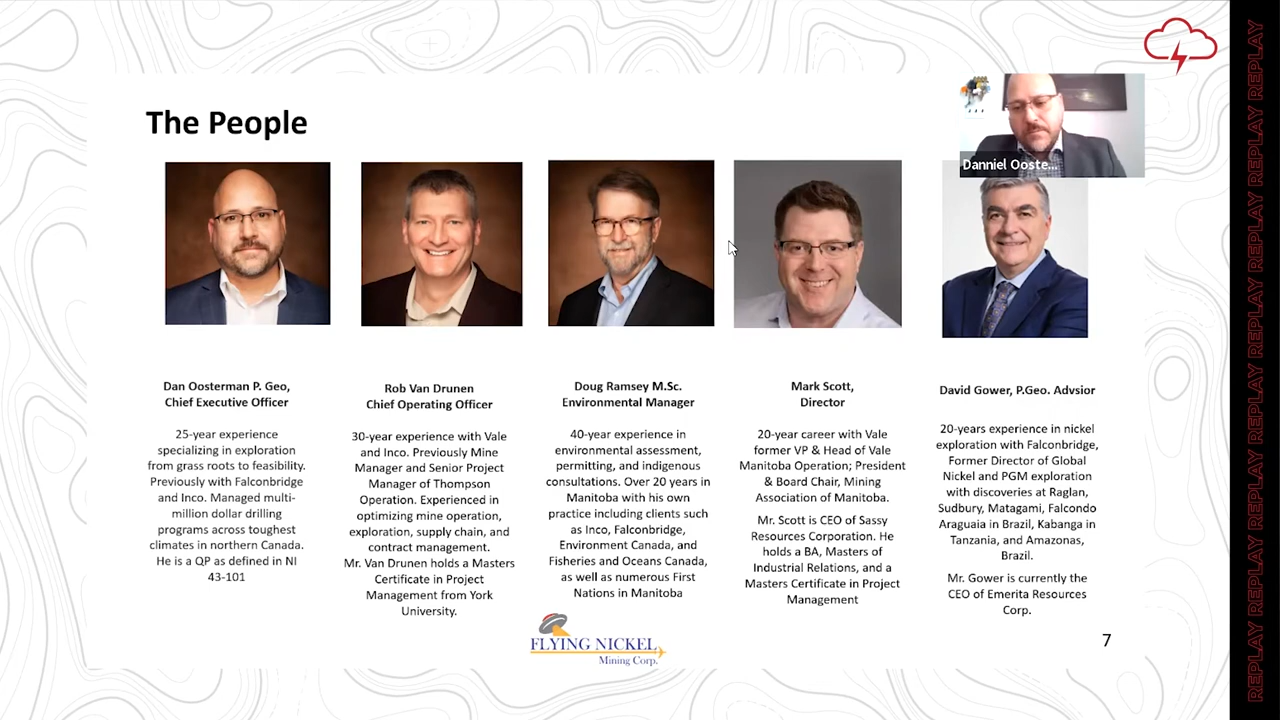 The People
Danniel Ooste...
Dan Oosterman P. Geo,
Chief Executive Officer
25-year experience
specializing in exploration
from grass roots to feasibility.
Previously with Falconbridge
and Inco. Managed multi-
million dollar drilling
programs across toughest
climates in northern Canada.
He is a QP as defined in NI
43-101
Rob Van Drunen
Chief Operating Officer
30-year experience with Vale
and Inco. Previously Mine
Manager and Senior Project
Manager of Thompson
Operation. Experienced in
optimizing mine operation,
exploration, supply chain, and
contract management.
Mr. Van Drunen holds a Masters
Certificate in Project
Management from York
University.
Doug Ramsey M.Sc.
Environmental Manager
40-year experience in
environmental assessment,
permitting, and indigenous
consultations. Over 20 years in
Manitoba with his own
practice including clients such
as Inco, Falconbridge,
Environment Canada, and
Fisheries and Oceans Canada,
as well as numerous First
Nations in Manitoba
Mark Scott,
Director
20-year career with Vale
former VP & Head of Vale
Manitoba Operation; President
& Board Chair, Mining
Association of Manitoba.
Mr. Scott is CEO of Sassy
Resources Corporation. He
holds a BA, Masters of
Industrial Relations, and a
Masters Certificate in Project
Management
David Gower, P.Geo. Advsior
20-years experience in nickel
exploration with Falconbridge,
Former Director of Global
Nickel and PGM exploration
with discoveries at Raglan,
Sudbury, Matagami, Falcondo
Araguaia in Brazil, Kabanga in
Tanzania, and Amazonas,
Brazil.
Mr. Gower is currently the
CEO of Emerita Resources
Corp.
FLYING NICKEL
Mining Corp.
7
REPLAY REPLAY REPLAY REPLAY REPLAY REPLAY REPLAY REPLAY